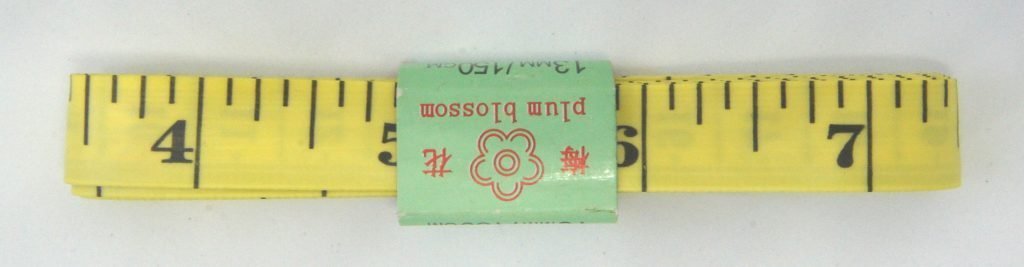 4 5 6 7
13MM/150CM
plum blossom
梅花